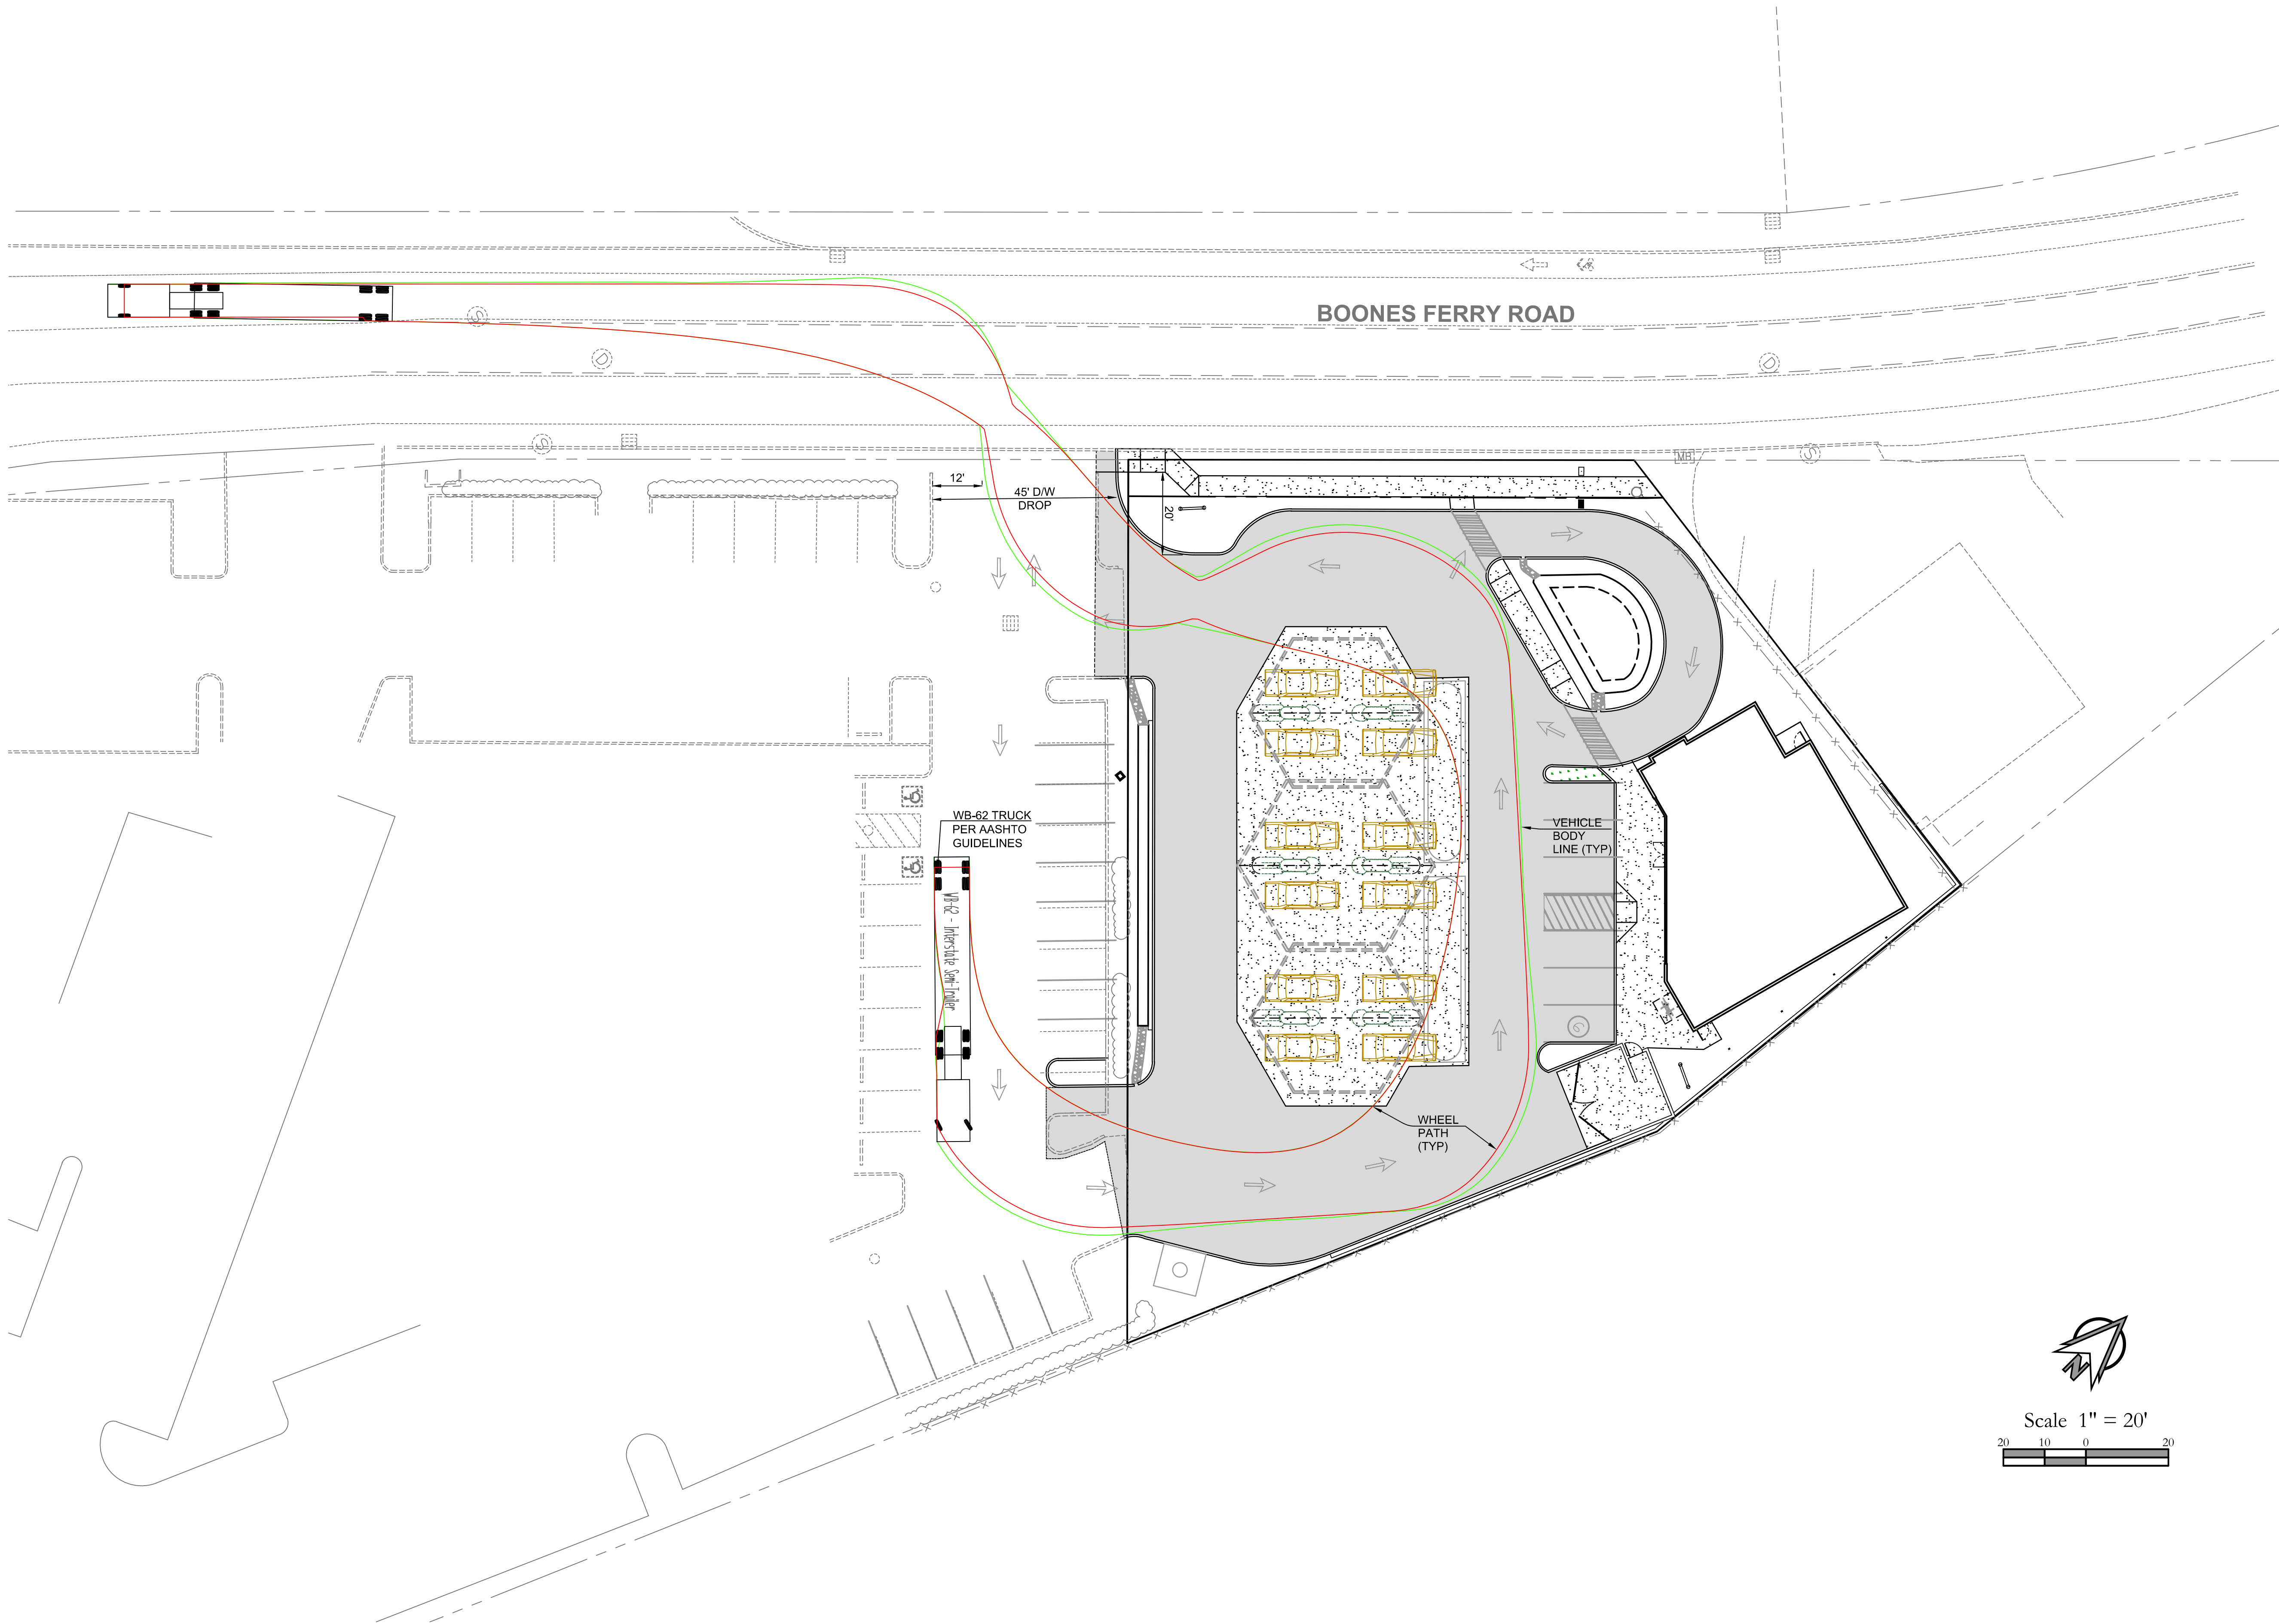 BOONES FERRY ROAD
S
D
D
S
S
MH
12'
45' D/W
DROP
20'
WB-62 TRUCK
PER AASHTO
GUIDELINES
WB-62 - Interstate Semi-Trailer
VEHICLE
BODY
LINE (TYP)
S
WHEEL
PATH
(TYP)
N
Scale 1" = 20'
20 10 0 20